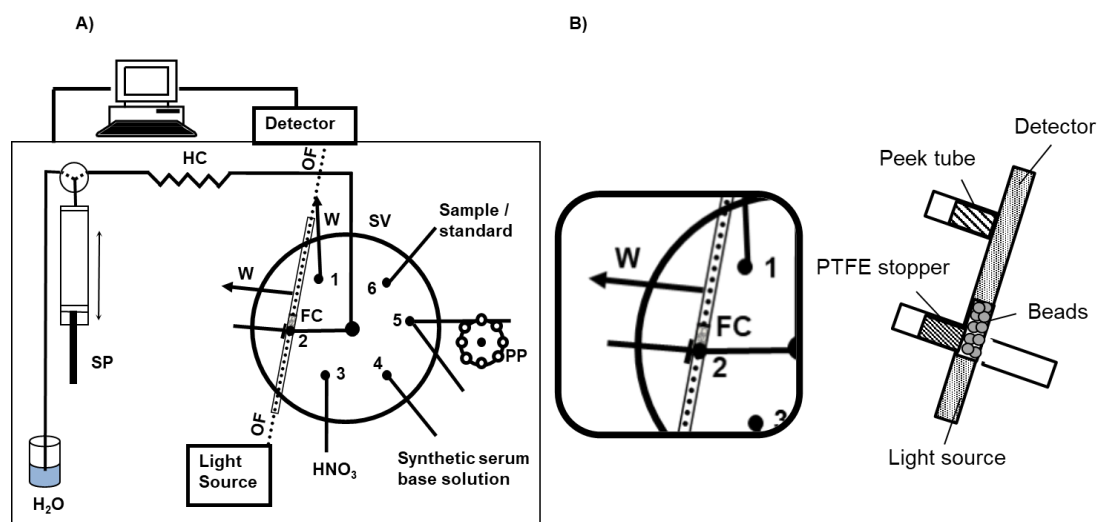 A)
B)
Detector
HC
OF
W
SV
Sample /
standard
W
1
6
FC
2
5
PP
3
4
SP
OF
Light
Source
HNO₃
Synthetic serum
base solution
H₂O
W
1
FC
2
3
Detector
Peek tube
PTFE stopper
Beads
Light source